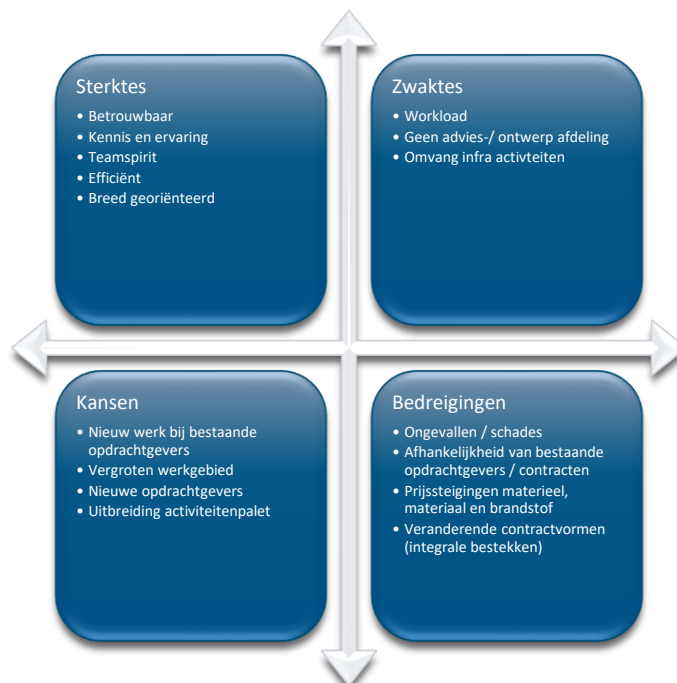 Sterktes
• Betrouwbaar
• Kennis en ervaring
• Teamspirit
• Efficiënt
• Breed georiënteerd
Zwaktes
• Workload
• Geen advies-/ ontwerp afdeling
• Omvang infra activteiten
Kansen
• Nieuw werk bij bestaande
opdrachtgevers
• Vergroten werkgebied
• Nieuwe opdrachtgevers
• Uitbreiding activiteitenpalet
Bedreigingen
• Ongevallen / schades
• Afhankelijkheid van bestaande
opdrachtgevers / contracten
• Prijssteigingen materieel,
materiaal en brandstof
• Veranderende contractvormen
(integrale bestekken)